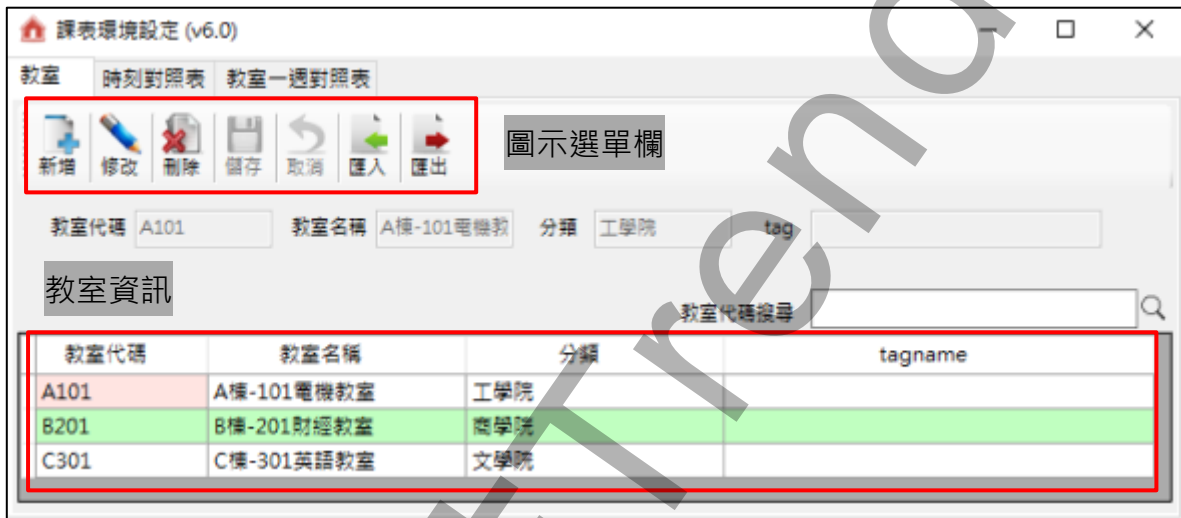 課表環境設定 (v6.0)
教室 時刻對照表 教室一週對照表
新增 修改 刪除 儲存 取消 匯入 匯出
圖示選單欄
教室代碼 A101 教室名稱 A棟-101電機教 分類 工學院 tag
教室資訊
教室代碼搜尋
教室代碼 教室名稱 分類 tagname
A101 A棟-101電機教室 工學院
B201 B棟-201財經教室 商學院
C301 C棟-301英語教室 文學院
Trend